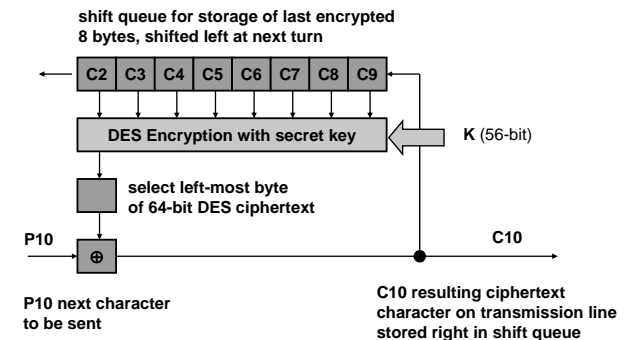 shift queue for storage of last encrypted
8 bytes, shifted left at next turn
C2 C3 C4 C5 C6 C7 C8 C9
DES Encryption with secret key
K (56-bit)
select left-most byte
of 64-bit DES ciphertext
P10
C10
⊕
P10 next character
to be sent
C10 resulting ciphertext
character on transmission line
stored right in shift queue